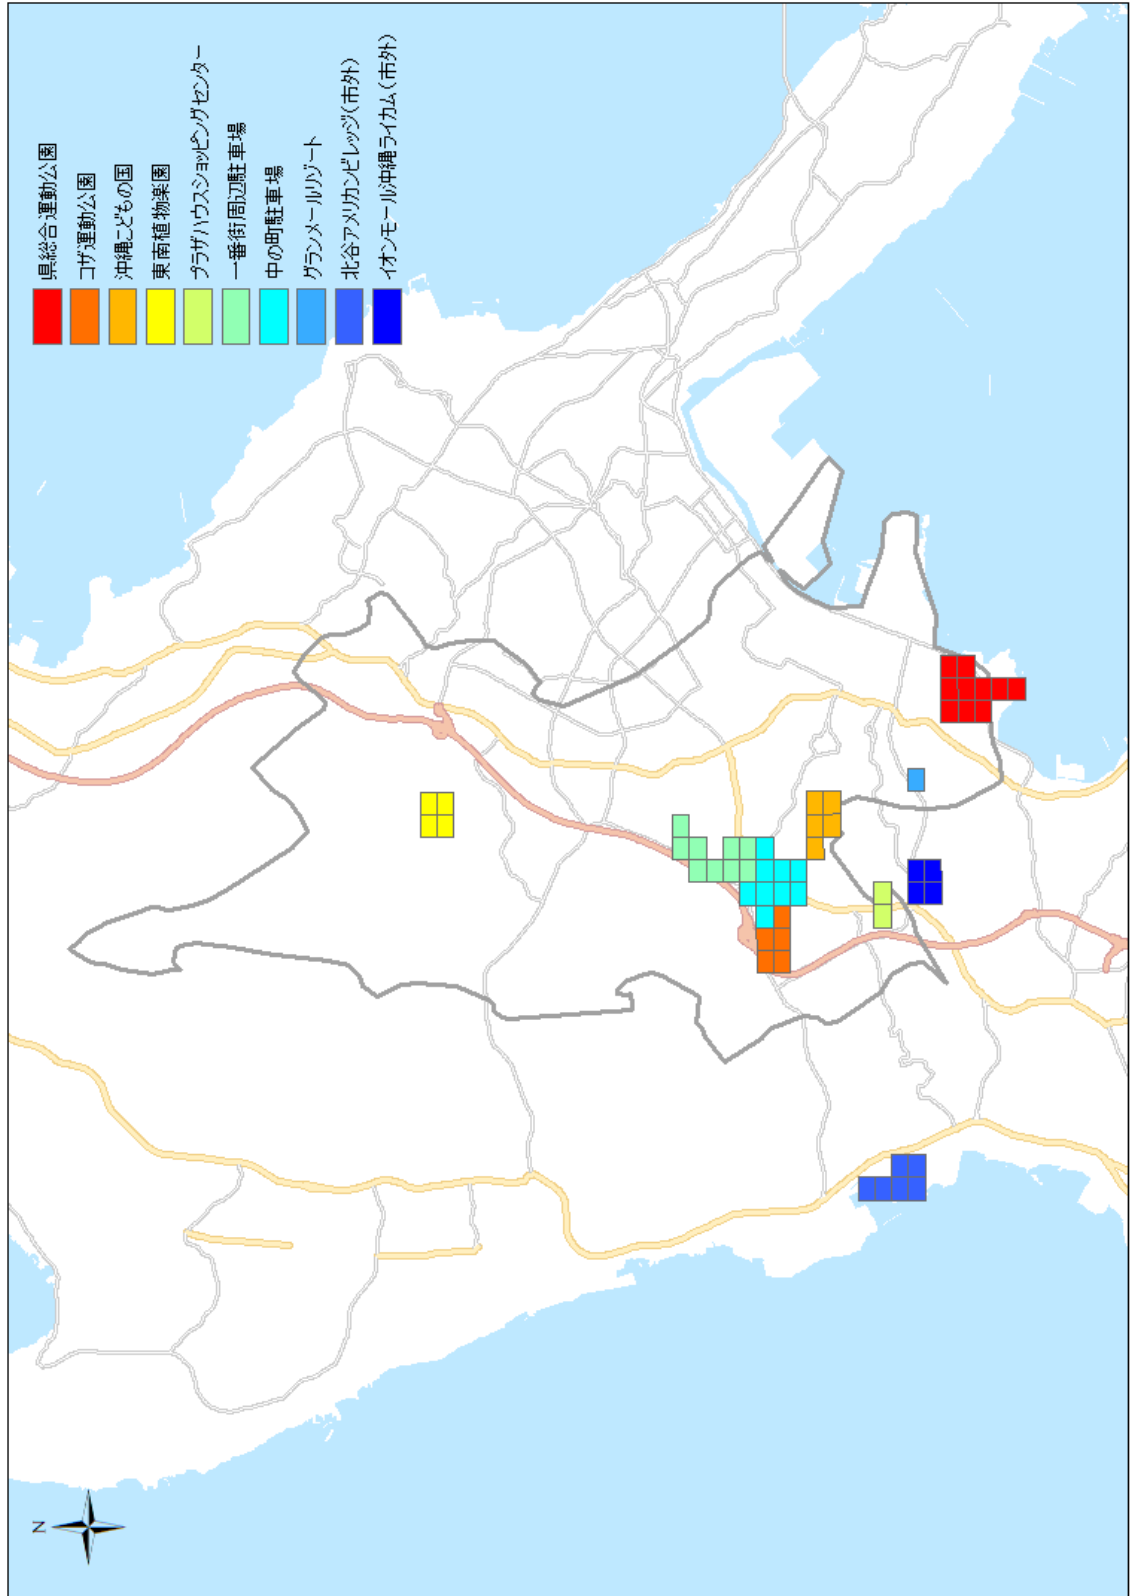 県総合運動公園
コザ運動公園
沖縄こどもの国
東南植物楽園
プラザハウスショッピングセンター
一番街周辺駐車場
中の町駐車場
グランメールリゾート
北谷アメリカンビレッジ(市外)
イオンモール沖縄ライカム(市外)
N